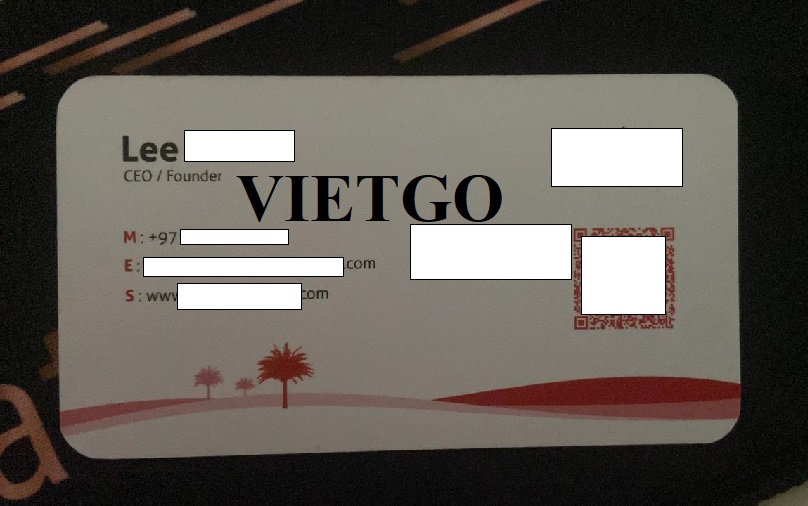 Lee
CEO / Founder
VIETGO
M : +97
E : .com
S : www com
a